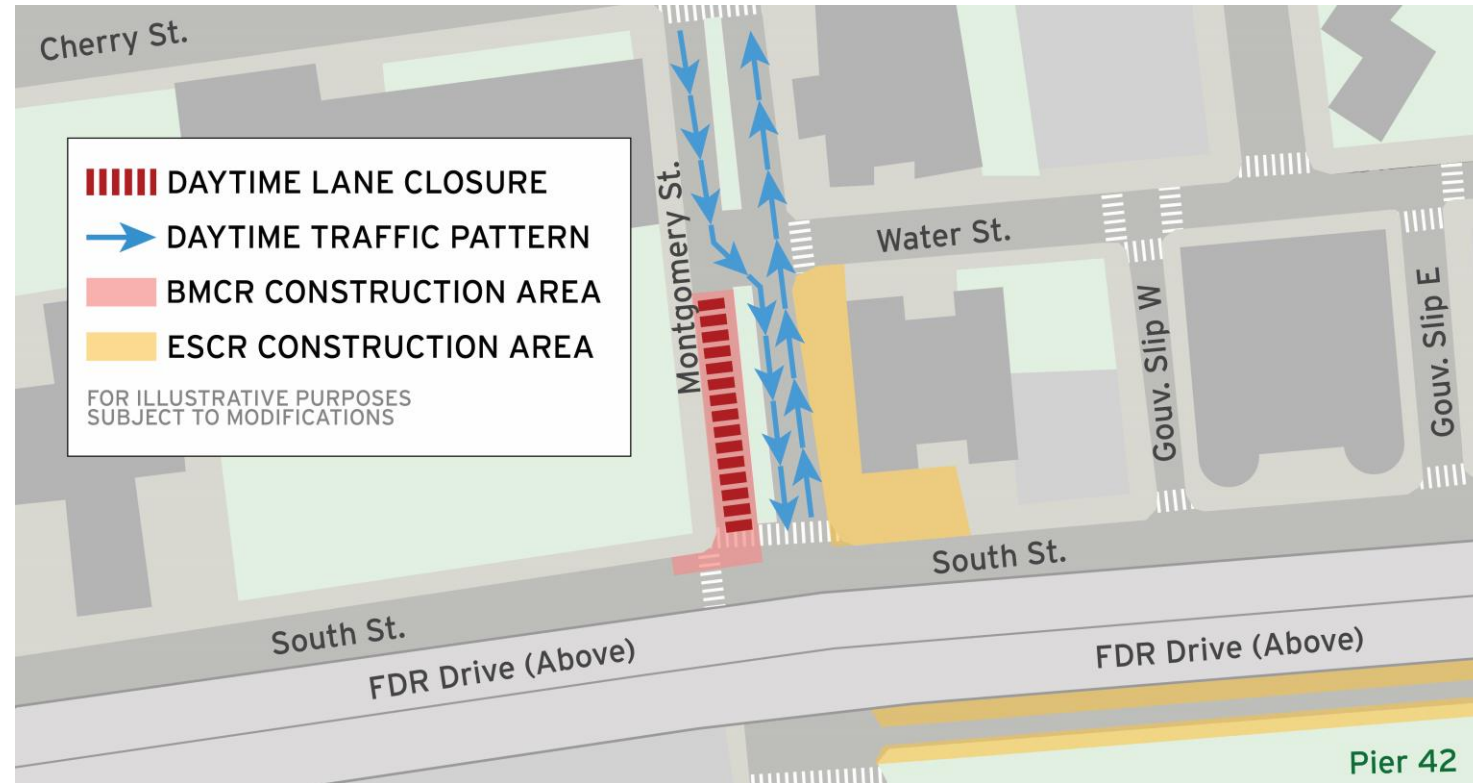 Cherry St.
DAYTIME LANE CLOSURE
DAYTIME TRAFFIC PATTERN
BMCR CONSTRUCTION AREA
ESCR CONSTRUCTION AREA
FOR ILLUSTRATIVE PURPOSES
SUBJECT TO MODIFICATIONS
Montgomery St.
Water St.
Gouv. Slip W
Gouv. Slip E
South St.
South St.
FDR Drive (Above)
FDR Drive (Above)
Pier 42